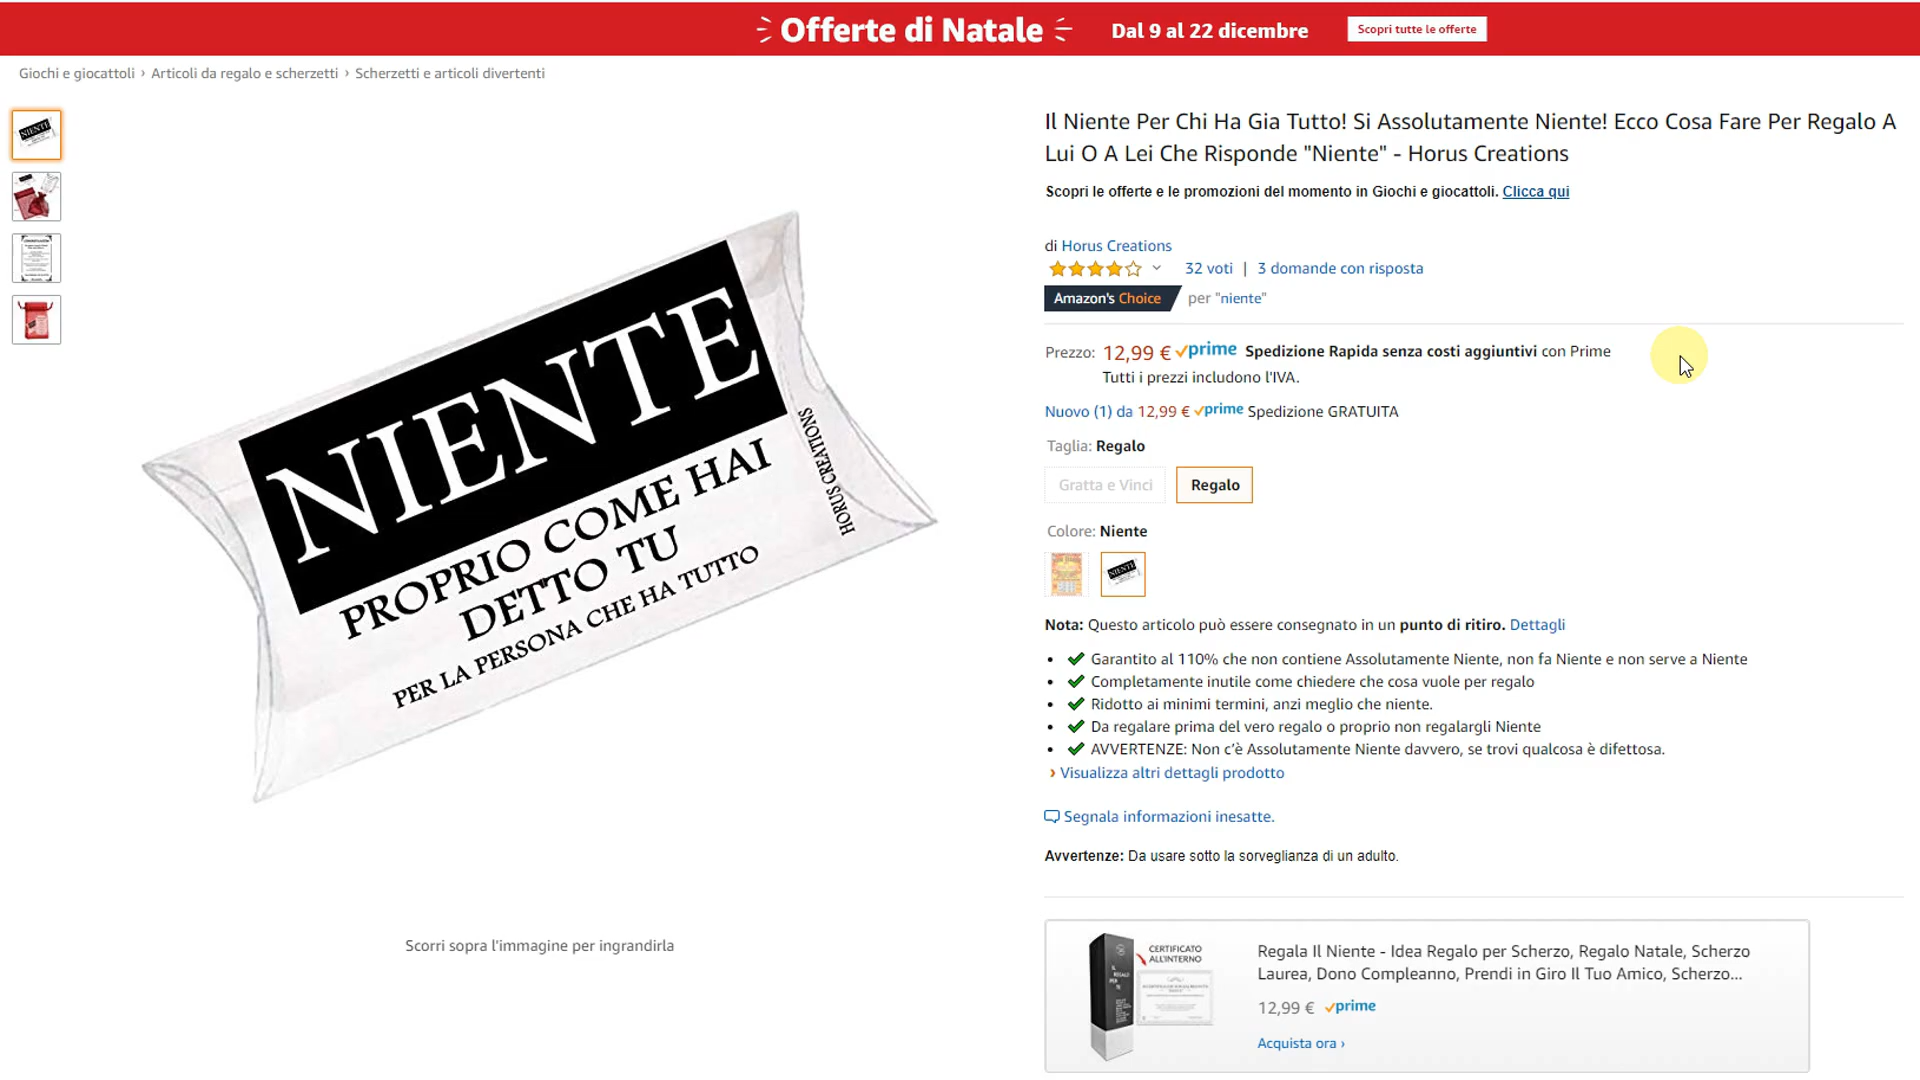 Offerte di Natale Dal 9 al 22 dicembre Scopri tutte le offerte
Giochi e giocattoli › Articoli da regalo e scherzetti › Scherzetti e articoli divertenti
NIENTE
PROPRIO COME HAI
DETTO TU
PER LA PERSONA CHE HA TUTTO
HORUS CREATIONS
Scorri sopra l'immagine per ingrandirla
Il Niente Per Chi Ha Gia Tutto! Si Assolutamente Niente! Ecco Cosa Fare Per Regalo A
Lui O A Lei Che Risponde "Niente" - Horus Creations
Scopri le offerte e le promozioni del momento in Giochi e giocattoli. Clicca qui
di Horus Creations
32 voti | 3 domande con risposta
Amazon's Choice per "niente"
Prezzo: 12,99 € prime Spedizione Rapida senza costi aggiuntivi con Prime
Tutti i prezzi includono l'IVA.
Nuovo (1) da 12,99 € prime Spedizione GRATUITA
Taglia: Regalo
Gratta e Vinci Regalo
Colore: Niente
NIENTE
Nota: Questo articolo può essere consegnato in un punto di ritiro. Dettagli
• ✔ Garantito al 110% che non contiene Assolutamente Niente, non fa Niente e non serve a Niente
• ✔ Completamente inutile come chiedere che cosa vuole per regalo
• ✔ Ridotto ai minimi termini, anzi meglio che niente.
• ✔ Da regalare prima del vero regalo o proprio non regalargli Niente
• ✔ AVVERTENZE: Non c'è Assolutamente Niente davvero, se trovi qualcosa è difettosa.
› Visualizza altri dettagli prodotto
Segnala informazioni inesatte.
Avvertenze: Da usare sotto la sorveglianza di un adulto.
CERTIFICATO
ALL'INTERNO
Regala Il Niente - Idea Regalo per Scherzo, Regalo Natale, Scherzo
Laurea, Dono Compleanno, Prendi in Giro Il Tuo Amico, Scherzo...
12,99 € prime
Acquista ora ›